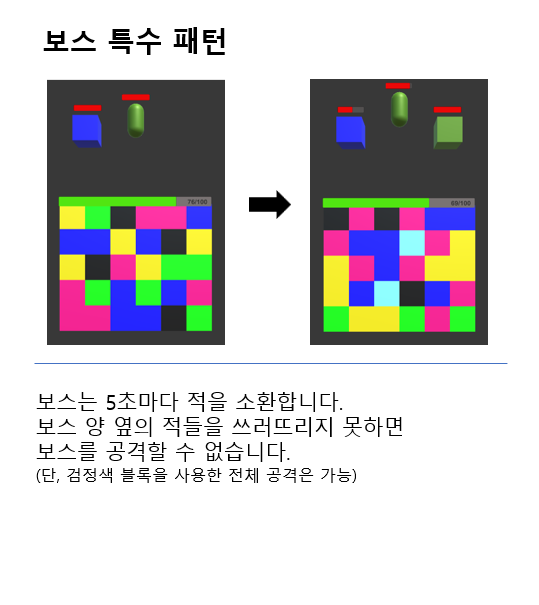 보스 특수 패턴
76/100
69/100
보스는 5초마다 적을 소환합니다.
보스 양 옆의 적들을 쓰러뜨리지 못하면
보스를 공격할 수 없습니다.
(단, 검정색 블록을 사용한 전체 공격은 가능)